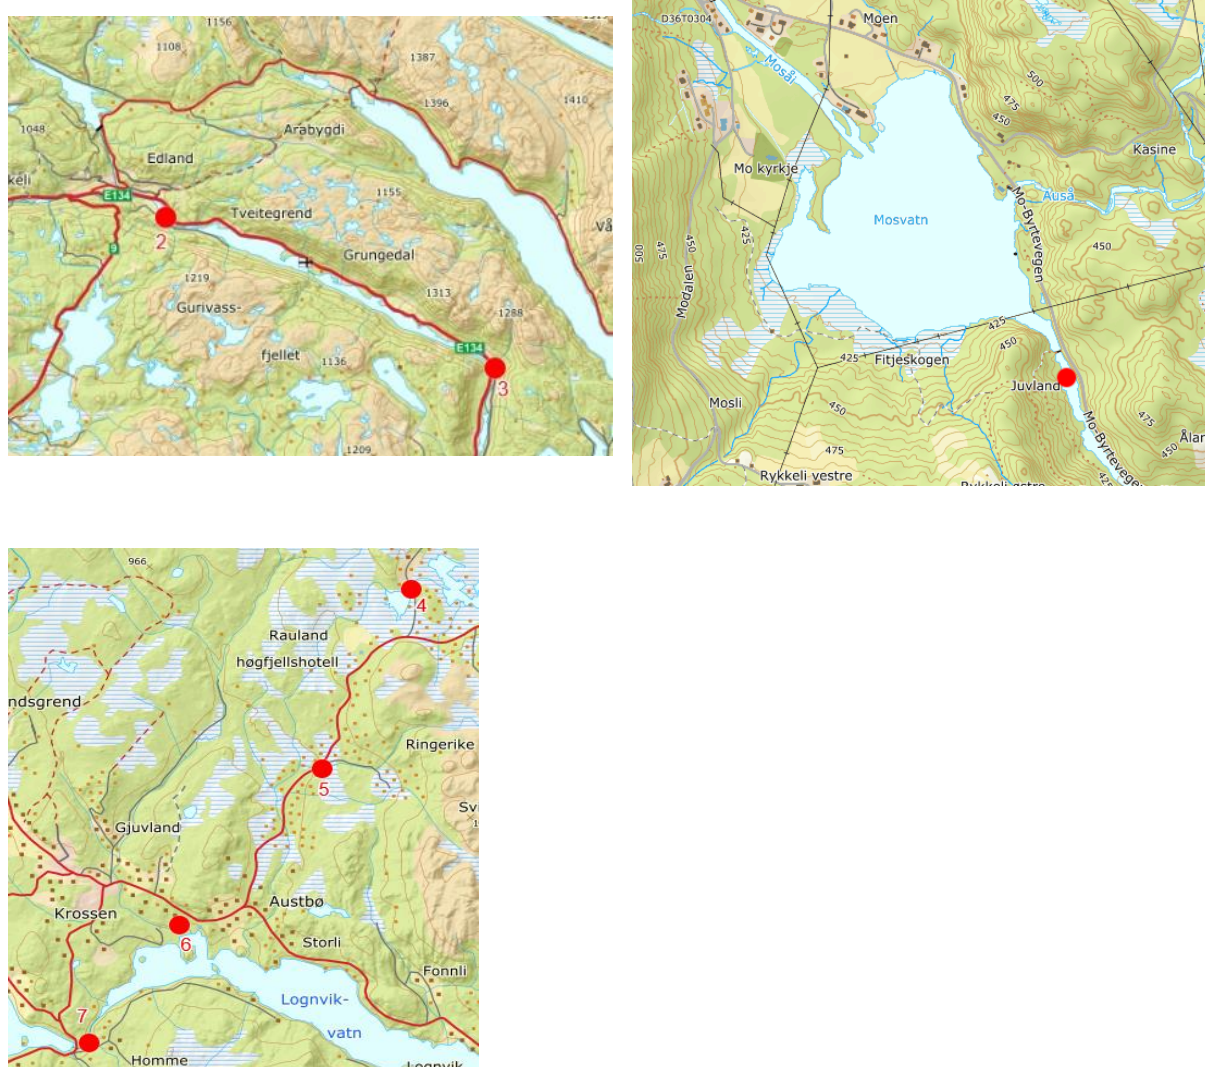 1156
1108
1387
1410
1396
Arabygdi
1048
Edland
keli
E134
1155
Tveitegrend
2
Vå
9
Grungedal
1219
1313
Gurivass-
1288
fjellet
1136
E134
3
1209
D36T0304
Moen
Mosåi
500
475
450
Kasine
Mo kyrkje
Auså
Mosvatn
Mo-Byrtevegen
425
450
475
500
450
Modalen
425
450
425
Fitjeskogen
Juvland
Mosli
450
475
Mo-Byrtevegen
475
450
Ålar
425
Rykkeli vestre
Rykkeli østre
966
4
Rauland
høgfjellshotell
ndsgrend
Ringerike
5
Sv
Gjuvland
Austbø
Krossen
6
Storli
Fonnli
Lognvik-
vatn
7
Homme
Lognvik